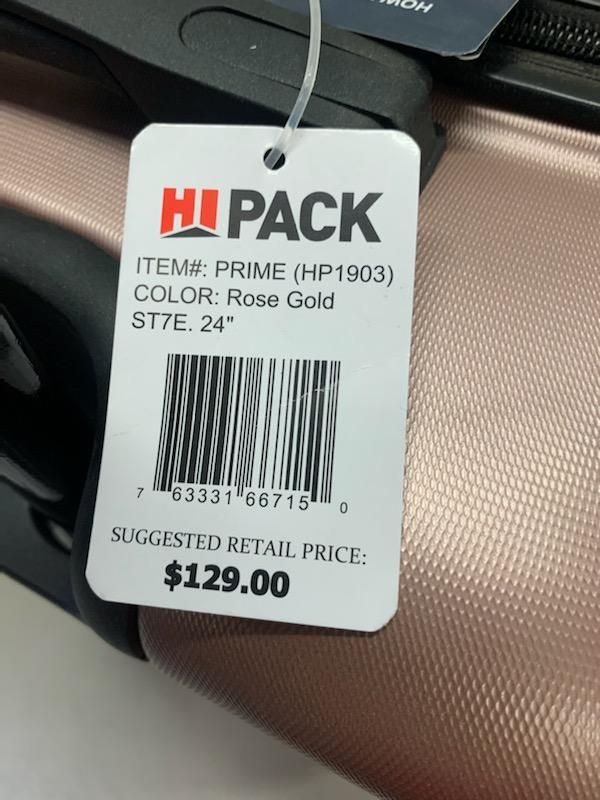 HOW
HI PACK
ITEM#: PRIME (HP1903)
COLOR: Rose Gold
ST7E. 24"
7 63331 66715 0
SUGGESTED RETAIL PRICE:
$129.00